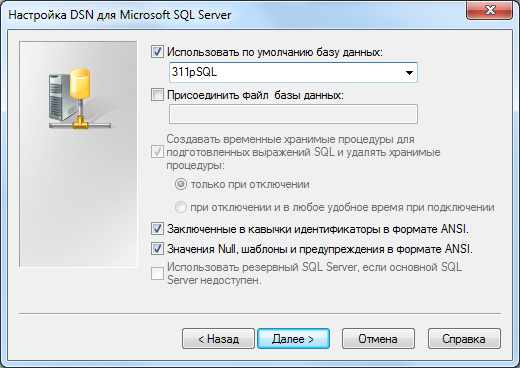 Настройка DSN для Microsoft SQL Server
Использовать по умолчанию базу данных:
311pSQL
Присоединить файл базы данных:
Создавать временные хранимые процедуры для
подготовленных выражений SQL и удалять хранимые
процедуры:
только при отключении
при отключении и в любое удобное время при подключении
Заключенные в кавычки идентификаторы в формате ANSI.
Значения Null, шаблоны и предупреждения в формате ANSI.
Использовать резервный SQL Server, если основной SQL
Server недоступен.
< Назад
Далее >
Отмена
Справка